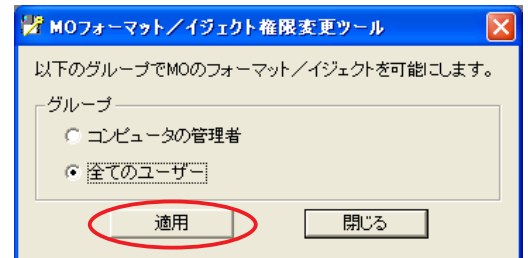 MOフォーマット／イジェクト権限変更ツール
以下のグループでMOのフォーマット／イジェクトを可能にします。
グループ
コンピュータの管理者
全てのユーザー
適用
閉じる